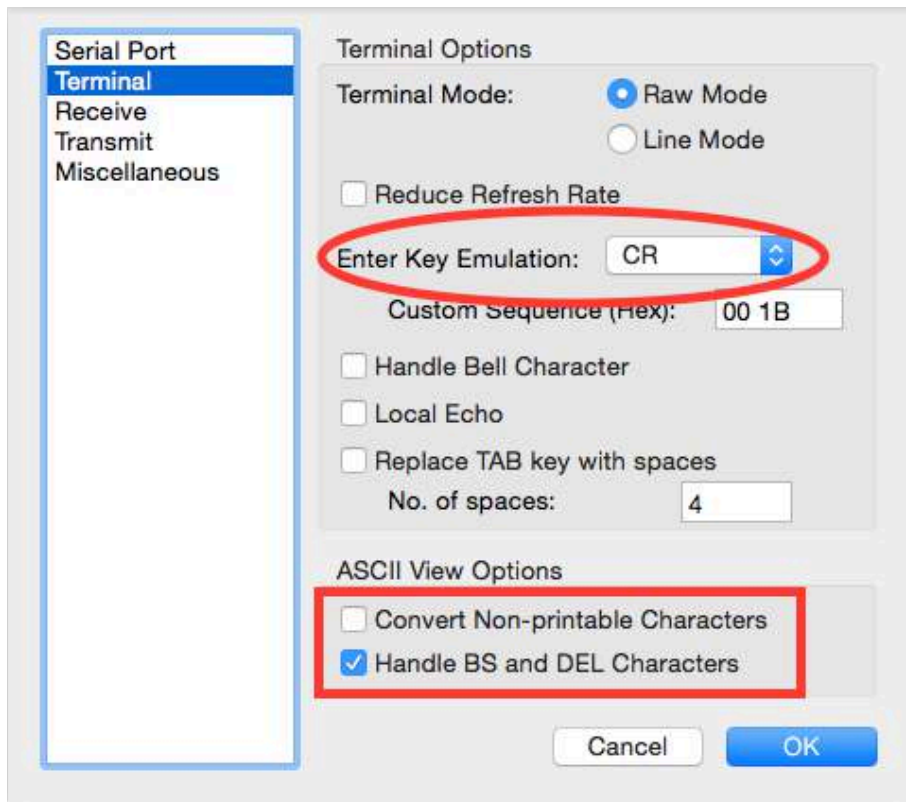 Serial Port
Terminal
Receive
Transmit
Miscellaneous
Terminal Options
Terminal Mode: Raw Mode
Line Mode
Reduce Refresh Rate
Enter Key Emulation: CR
Custom Sequence (Hex): 00 1B
Handle Bell Character
Local Echo
Replace TAB key with spaces
No. of spaces: 4
ASCII View Options
Convert Non-printable Characters
Handle BS and DEL Characters
Cancel OK